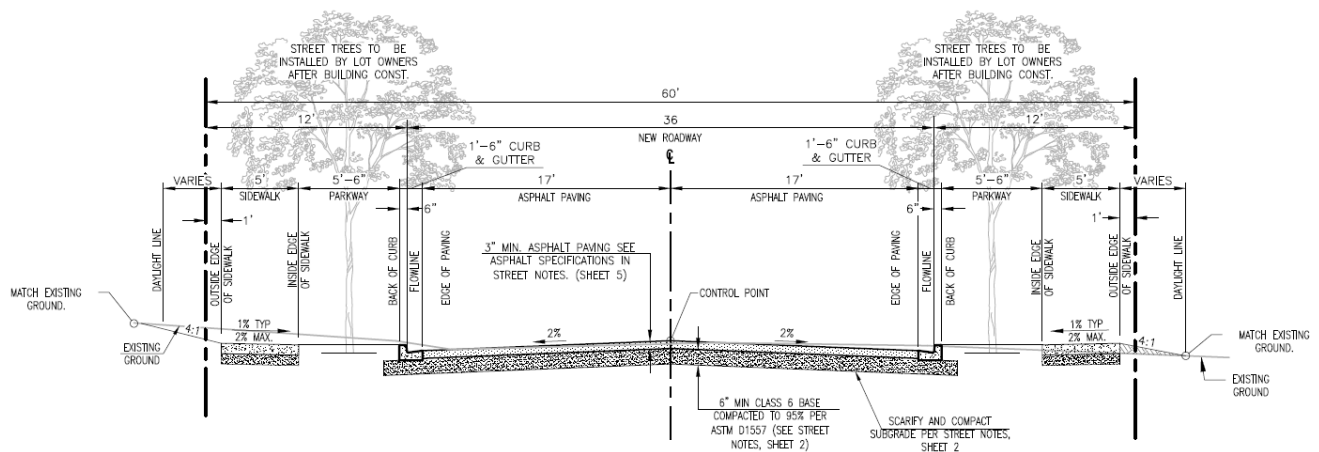 STREET TREES TO BE
INSTALLED BY LOT OWNERS
AFTER BUILDING CONST.
STREET TREES TO BE
INSTALLED BY LOT OWNERS
AFTER BUILDING CONST.
60'
12'
36
12'
NEW ROADWAY
℄
1'-6" CURB
& GUTTER
1'-6" CURB
& GUTTER
VARIES
5'
SIDEWALK
5'-6"
PARKWAY
17'
ASPHALT PAVING
17'
ASPHALT PAVING
5'-6"
PARKWAY
5'
SIDEWALK
VARIES
1'
6"
6"
1'
DAYLIGHT LINE
OUTSIDE EDGE
OF SIDEWALK
INSIDE EDGE
OF SIDEWALK
BACK OF CURB
FLOWLINE
EDGE OF PAVING
3" MIN. ASPHALT PAVING SEE
ASPHALT SPECIFICATIONS IN
STREET NOTES. (SHEET 5)
CONTROL POINT
EDGE OF PAVING
FLOWLINE
BACK OF CURB
INSIDE EDGE
OF SIDEWALK
OUTSIDE EDGE
OF SIDEWALK
DAYLIGHT LINE
MATCH EXISTING
GROUND.
4:1
EXISTING
GROUND
1% TYP
2% MAX.
2%
2%
1% TYP
2% MAX.
4:1
MATCH EXISTING
GROUND.
EXISTING
GROUND
6" MIN CLASS 6 BASE
COMPACTED TO 95% PER
ASTM D1557 (SEE STREET
NOTES, SHEET 2)
SCARIFY AND COMPACT
SUBGRADE PER STREET NOTES,
SHEET 2